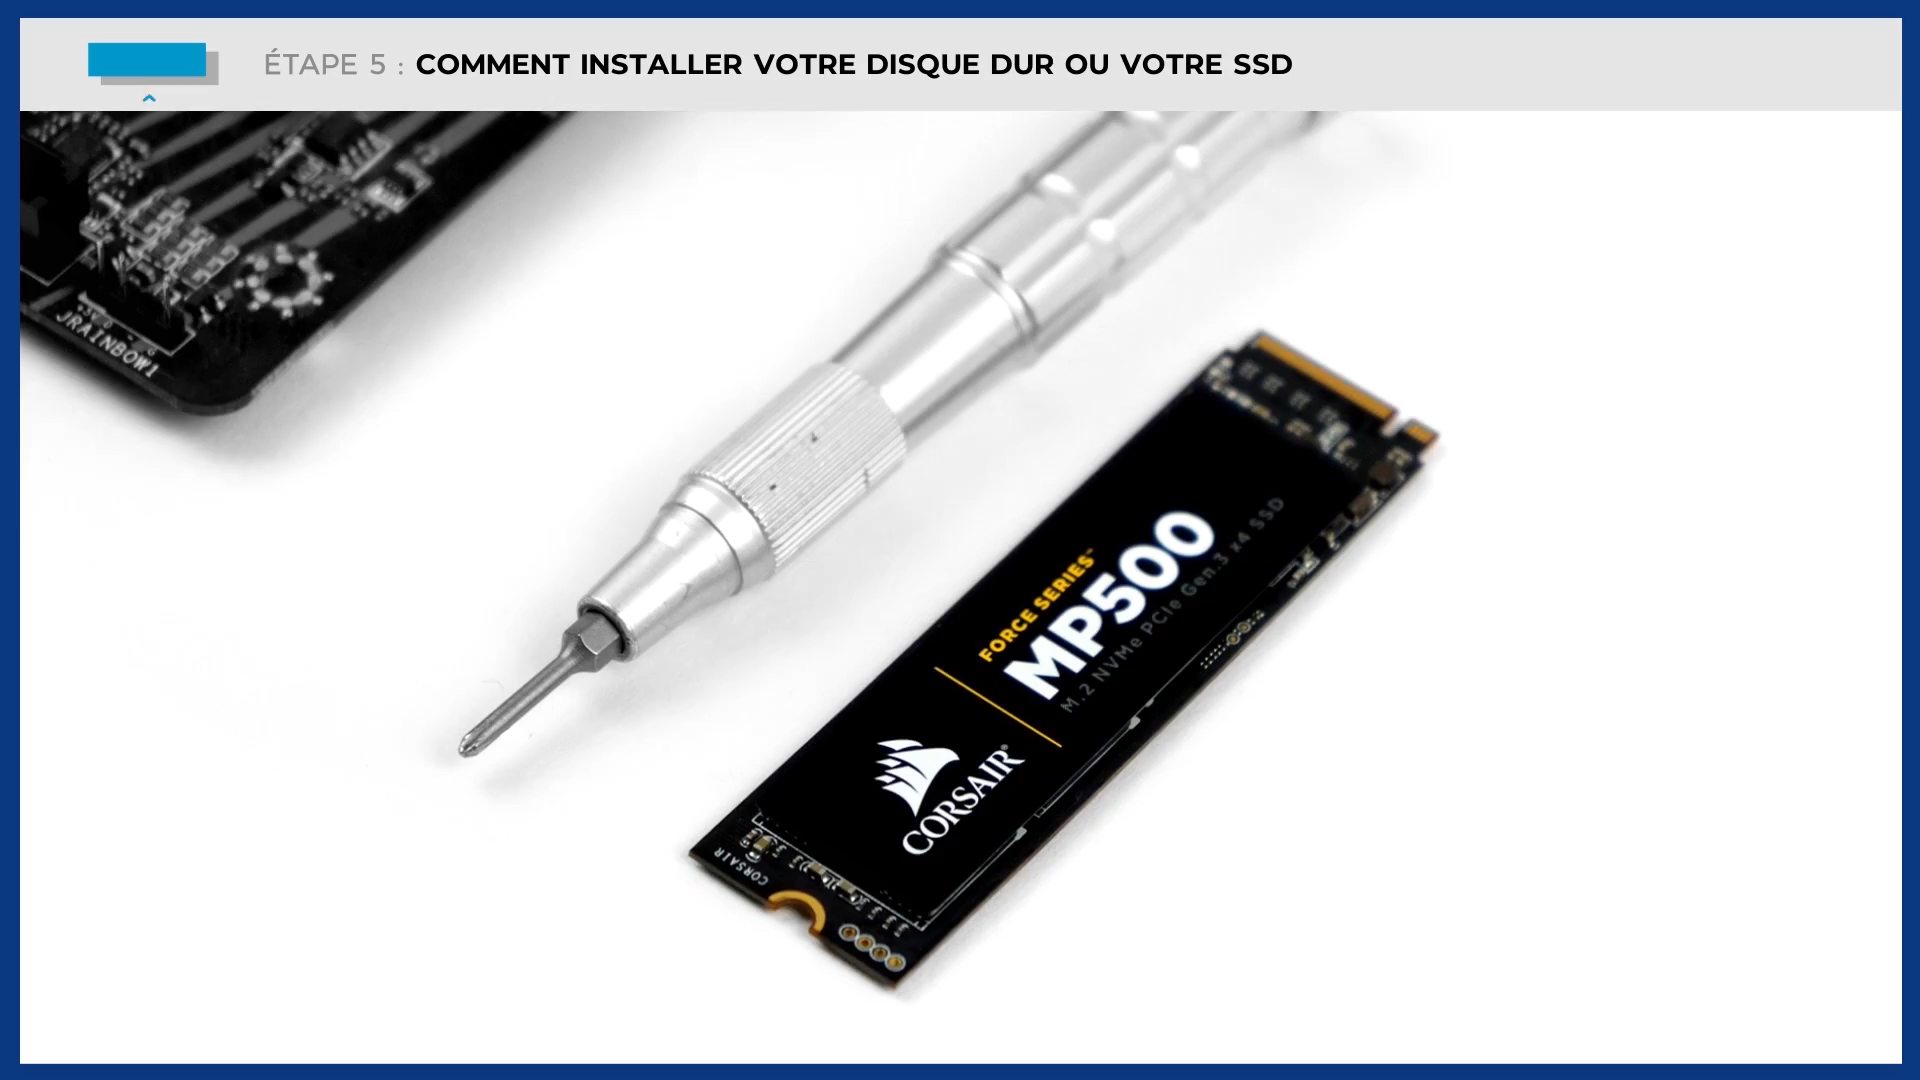 ÉTAPE 5 : COMMENT INSTALLER VOTRE DISQUE DUR OU VOTRE SSD
JRAINBOW1
FORCE SERIES™
MP500
M.2 NVMe PCIe Gen.3 x4 SSD
CORSAIR®
CORSAIR